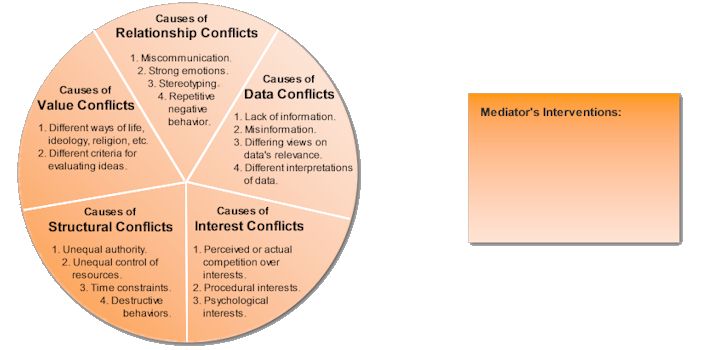 Causes of
Relationship Conflicts
1. Miscommunication.
2. Strong emotions.
3. Stereotyping.
4. Repetitive
negative
behavior.
Causes of
Data Conflicts
1. Lack of information.
2. Misinformation.
3. Differing views on
data's relevance.
4. Different interpretations
of data.
Causes of
Interest Conflicts
1. Perceived or actual
competition over
interests.
2. Procedural interests.
3. Psychological
interests.
Causes of
Structural Conflicts
1. Unequal authority.
2. Unequal control of
resources.
3. Time constraints.
4. Destructive
behaviors.
Causes of
Value Conflicts
1. Different ways of life,
ideology, religion, etc.
2. Different criteria for
evaluating ideas.
Mediator's Interventions: